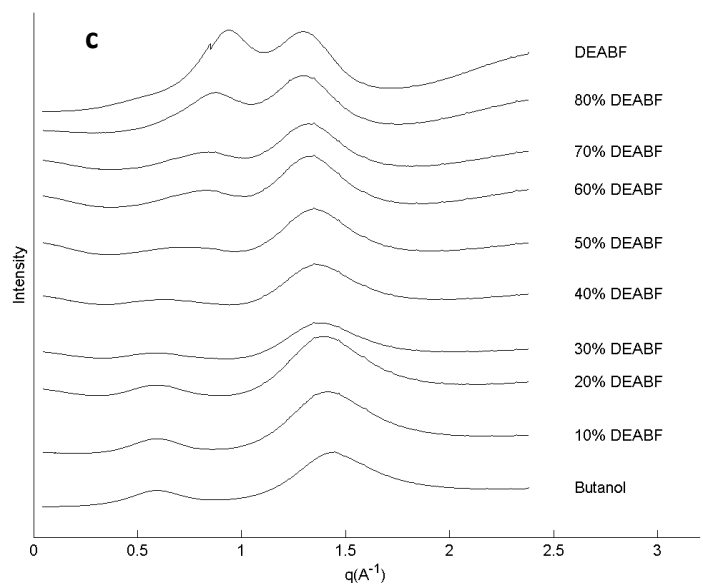 c
DEABF
80% DEABF
70% DEABF
60% DEABF
50% DEABF
40% DEABF
30% DEABF
20% DEABF
10% DEABF
Butanol
Intensity
0 0.5 1 1.5 2 2.5 3
q(A⁻¹)